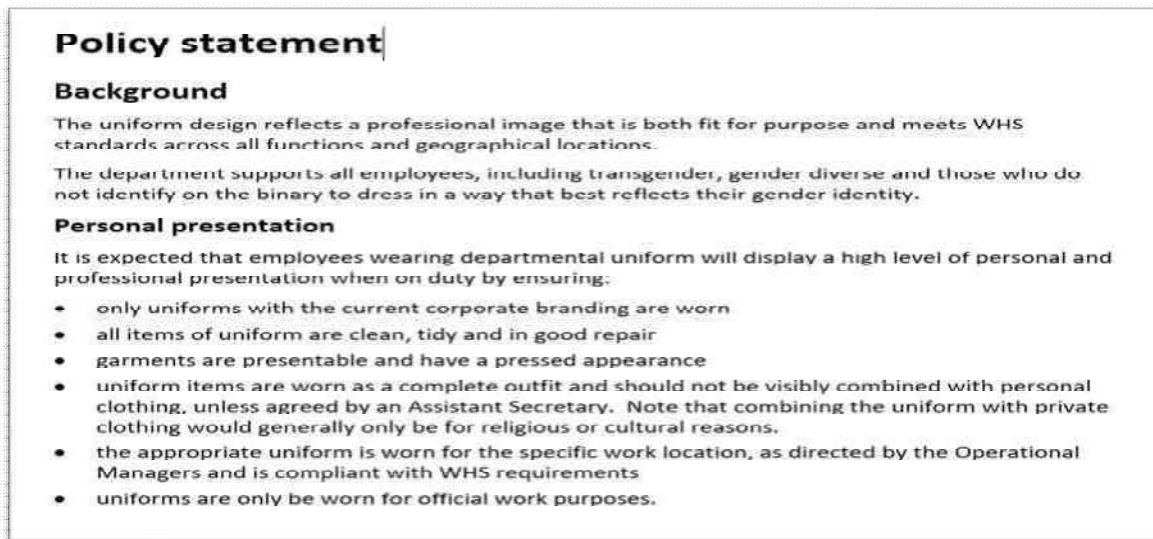 Policy statement
Background
The uniform design reflects a professional image that is both fit for purpose and meets WHS
standards across all functions and geographical locations.
The department supports all employees, including transgender, gender diverse and those who do
not identify on the binary to dress in a way that best reflects their gender identity.
Personal presentation
It is expected that employees wearing departmental uniform will display a high level of personal and
professional presentation when on duty by ensuring:
• only uniforms with the current corporate branding are worn
• all items of uniform are clean, tidy and in good repair
• garments are presentable and have a pressed appearance
• uniform items are worn as a complete outfit and should not be visibly combined with personal
clothing, unless agreed by an Assistant Secretary.  Note that combining the uniform with private
clothing would generally only be for religious or cultural reasons.
• the appropriate uniform is worn for the specific work location, as directed by the Operational
Managers and is compliant with WHS requirements
• uniforms are only be worn for official work purposes.